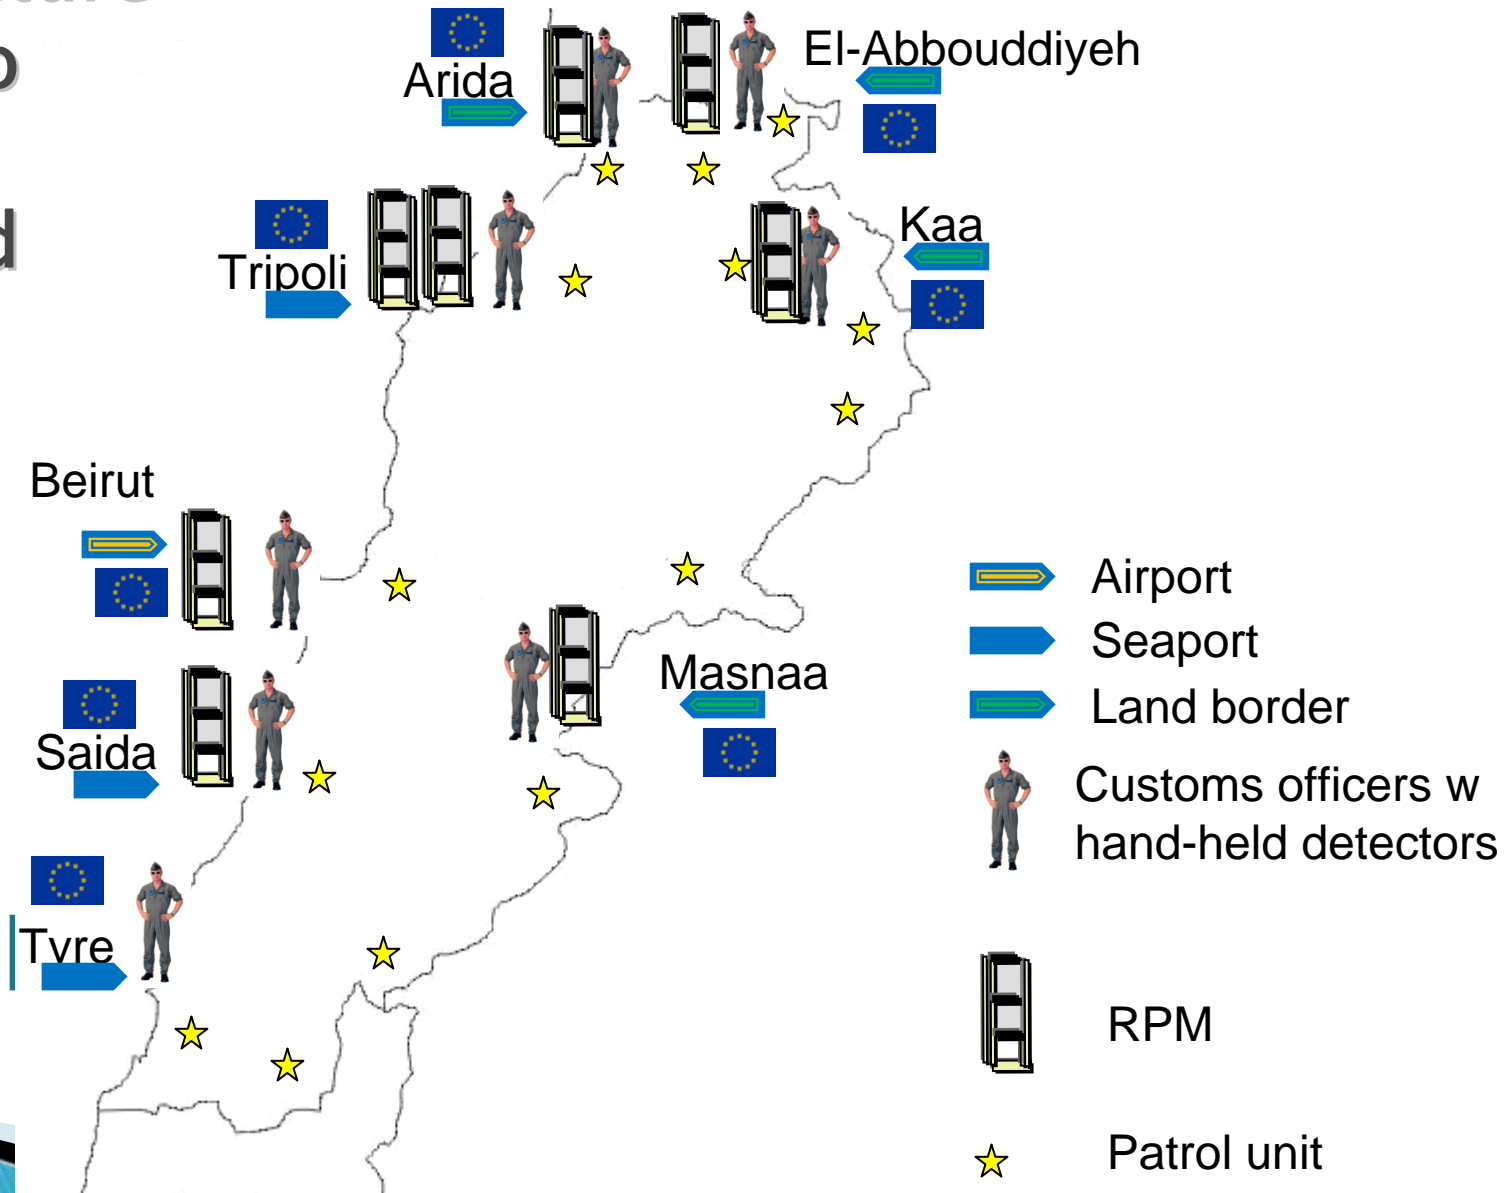 El-Abbouddiyeh
Arida
Kaa
Tripoli
Beirut
Masnaa
Saida
Tyre
Airport
Seaport
Land border
Customs officers w
hand-held detectors
RPM
Patrol unit